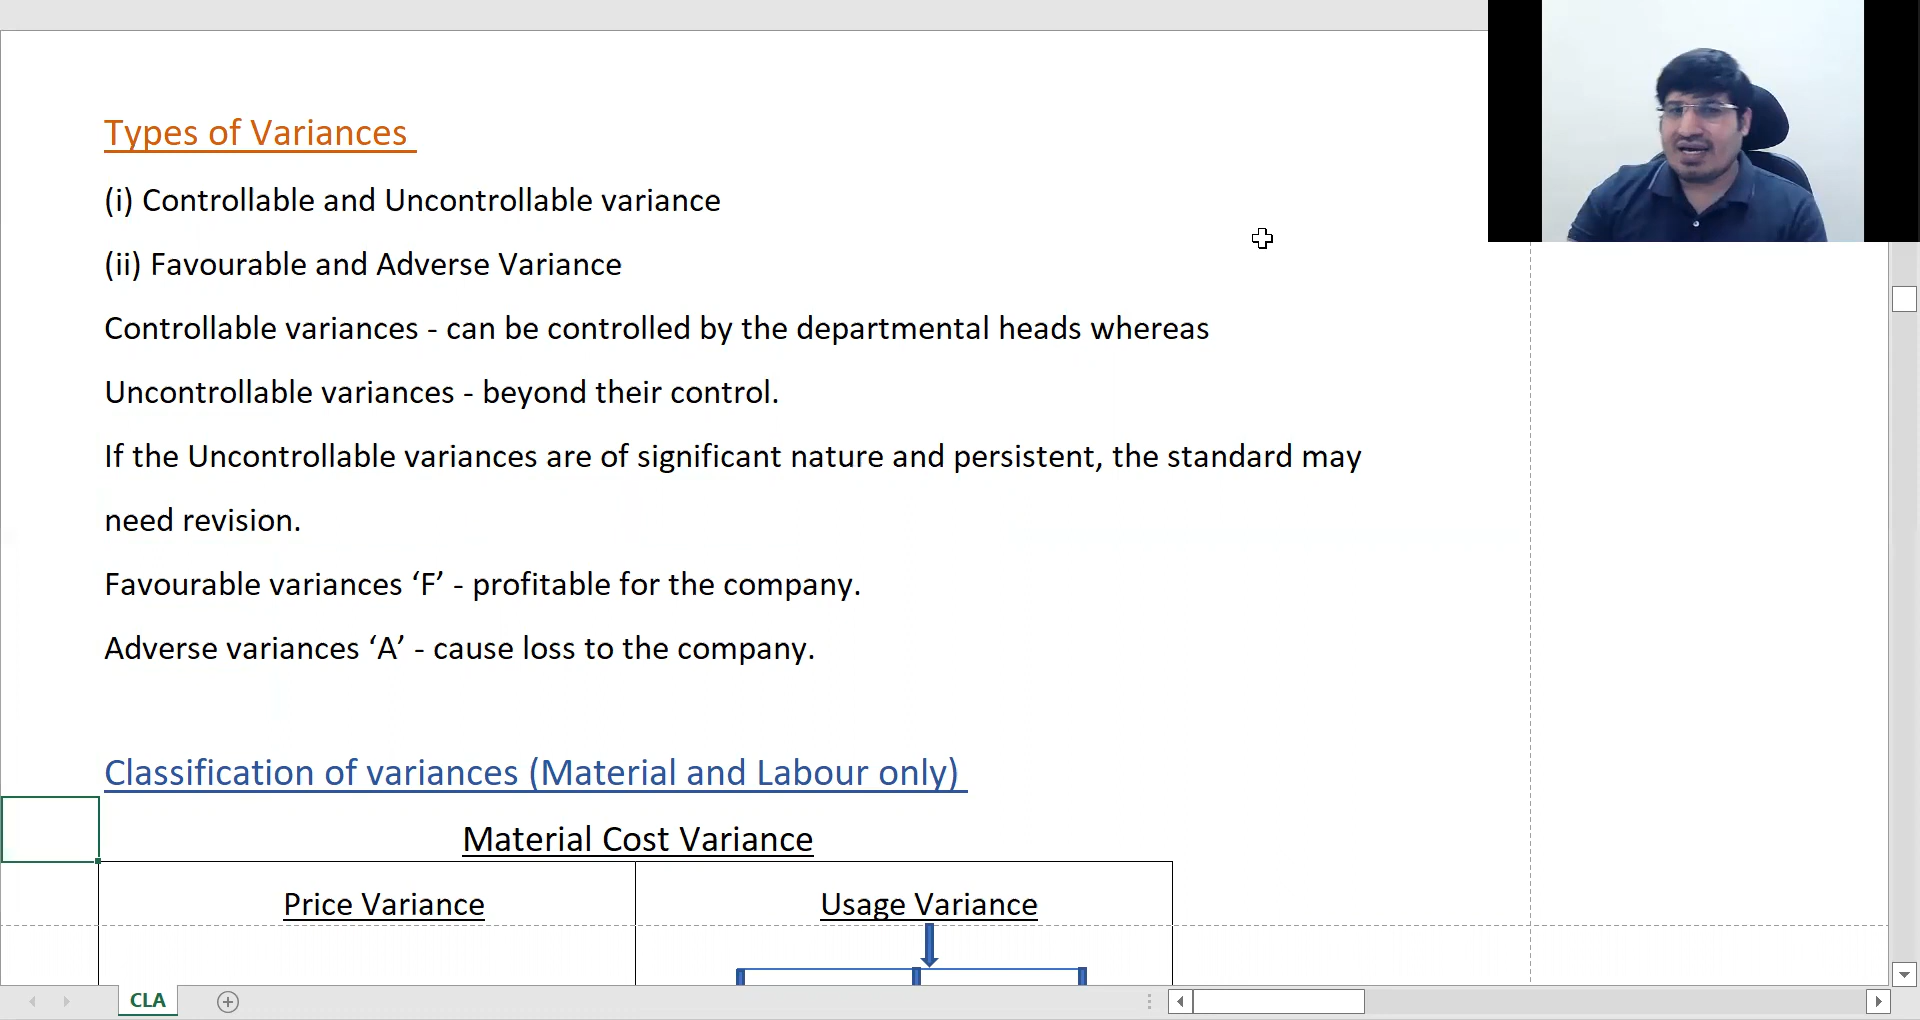 Types of Variances
(i) Controllable and Uncontrollable variance
(ii) Favourable and Adverse Variance
Controllable variances - can be controlled by the departmental heads whereas
Uncontrollable variances - beyond their control.
If the Uncontrollable variances are of significant nature and persistent, the standard may
need revision.
Favourable variances ‘F’ - profitable for the company.
Adverse variances ‘A’ - cause loss to the company.
Classification of variances (Material and Labour only)
Material Cost Variance
Price Variance
Usage Variance
CLA